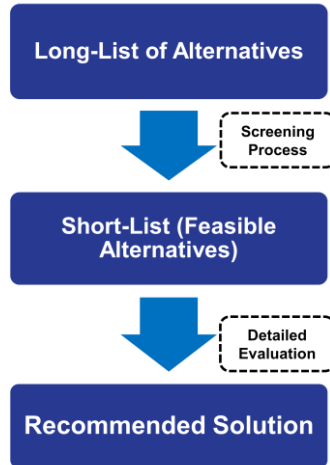 Long-List of Alternatives
Screening
Process
Short-List (Feasible
Alternatives)
Detailed
Evaluation
Recommended Solution